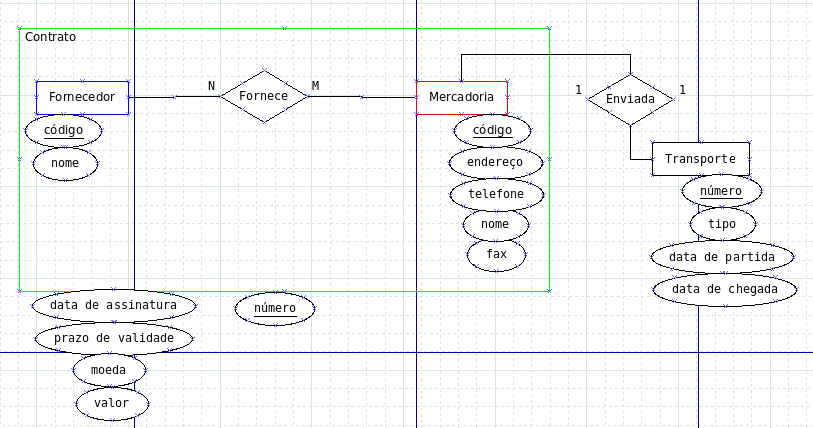 Contrato
Fornecedor
código
nome
N
Fornece
M
Mercadoria
código
endereço
telefone
nome
fax
1
Enviada
1
Transporte
número
tipo
data de partida
data de chegada
data de assinatura
prazo de validade
moeda
valor
número